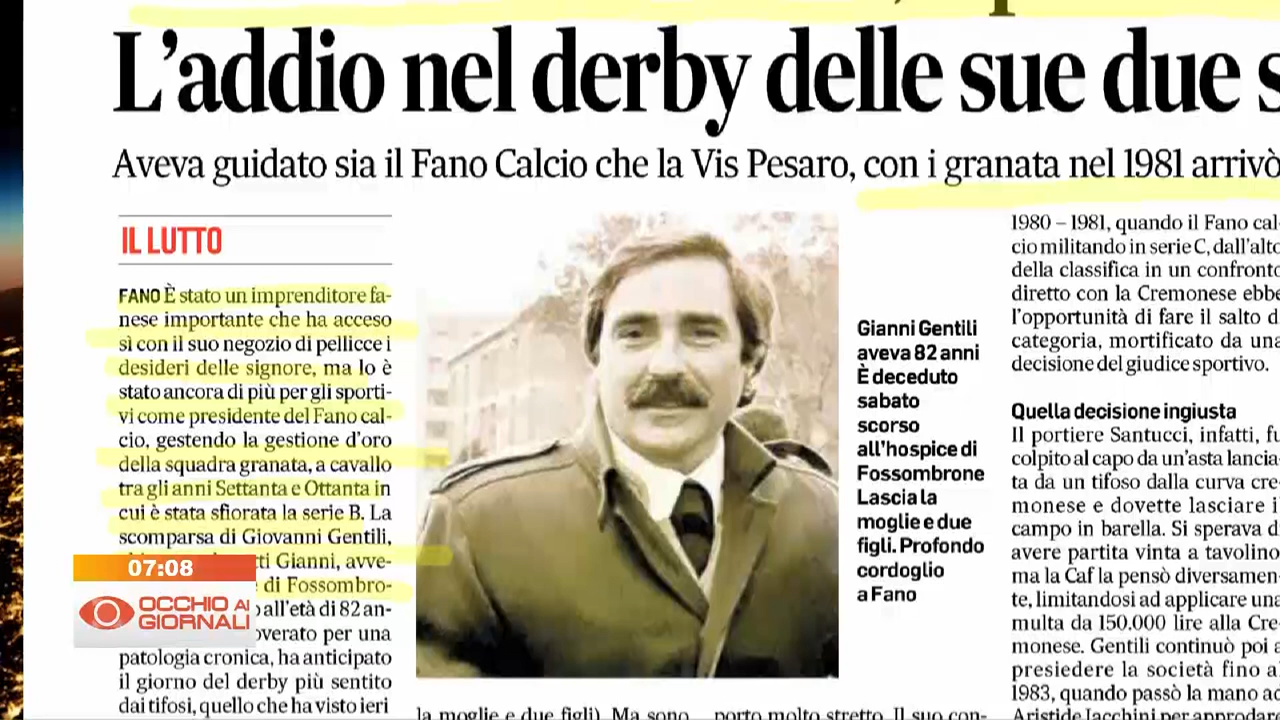 L'addio nel derby delle sue due s
Aveva guidato sia il Fano Calcio che la Vis Pesaro, con i granata nel 1981 arrivò
IL LUTTO
FANO È stato un imprenditore fa-
nese importante che ha acceso
sì con il suo negozio di pellicce i
desideri delle signore, ma lo è
stato ancora di più per gli sporti-
vi come presidente del Fano cal-
cio, gestendo la gestione d'oro
della squadra granata, a cavallo
tra gli anni Settanta e Ottanta in
cui è stata sfiorata la serie B. La
scomparsa di Giovanni Gentili,
tti Gianni, avve-
di Fossombro-
all'età di 82 an-
overato per una
patologia cronica, ha anticipato
il giorno del derby più sentito
dai tifosi, quello che ha visto ieri
07:08
OCCHIO AI
GIORNALI
Gianni Gentili
aveva 82 anni
È deceduto
sabato
scorso
all'hospice di
Fossombrone
Lascia la
moglie e due
figli. Profondo
cordoglio
a Fano
la moglie e due figli). Ma sono
porto molto stretto. Il suo con-
1980 – 1981, quando il Fano cal-
cio militando in serie C, dall'alto
della classifica in un confronto
diretto con la Cremonese ebbe
l'opportunità di fare il salto d
categoria, mortificato da una
decisione del giudice sportivo.
Quella decisione ingiusta
Il portiere Santucci, infatti, fu
colpito al capo da un'asta lancia-
ta da un tifoso dalla curva cre-
monese e dovette lasciare i
campo in barella. Si sperava d
avere partita vinta a tavolino
ma la Caf la pensò diversamen-
te, limitandosi ad applicare una
multa da 150.000 lire alla Cre-
monese. Gentili continuò poi a
presiedere la società fino a
1983, quando passò la mano ad
Aristide Iacchini per approdare